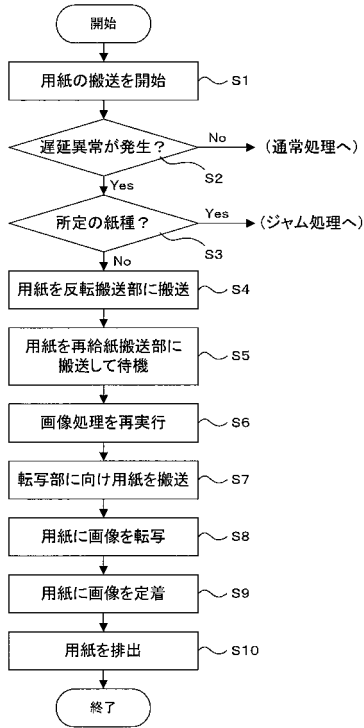 開始
用紙の搬送を開始
S1
遅延異常が発生?
No
(通常処理へ)
S2
Yes
所定の紙種?
Yes
(ジャム処理へ)
S3
No
用紙を反転搬送部に搬送
S4
用紙を再給紙搬送部に
搬送して待機
S5
画像処理を再実行
S6
転写部に向け用紙を搬送
S7
用紙に画像を転写
S8
用紙に画像を定着
S9
用紙を排出
S10
終了